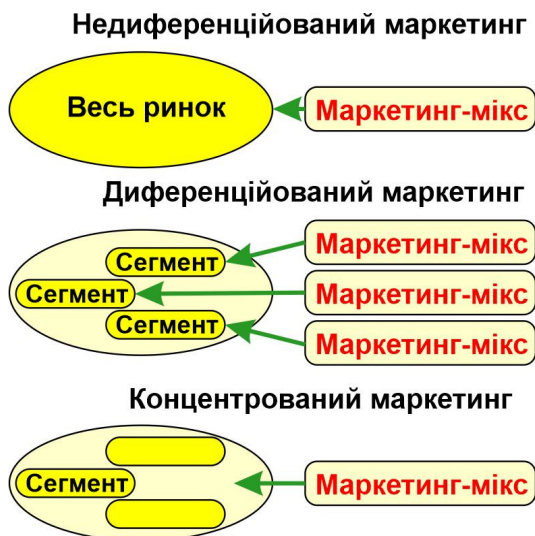 Недиференційований маркетинг
Весь ринок
Маркетинг-мікс
Диференційований маркетинг
Сегмент
Маркетинг-мікс
Сегмент
Маркетинг-мікс
Сегмент
Маркетинг-мікс
Концентрований маркетинг
Сегмент
Маркетинг-мікс